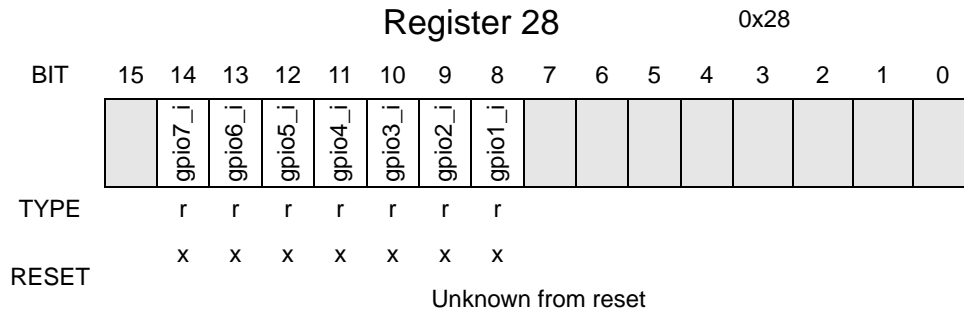 Register 28 0x28
BIT 15 14 13 12 11 10 9 8 7 6 5 4 3 2 1 0
gpio7_i gpio6_i gpio5_i gpio4_i gpio3_i gpio2_i gpio1_i
TYPE r r r r r r r
x x x x x x x
RESET
Unknown from reset